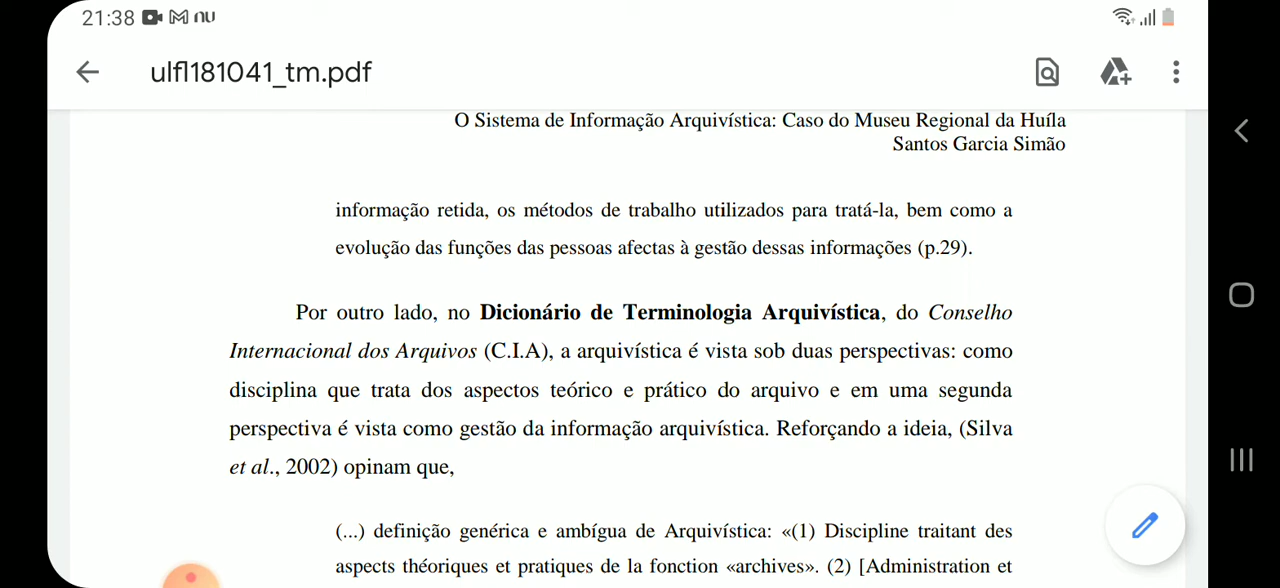 21:38
ulfl181041_tm.pdf
O Sistema de Informação Arquivística: Caso do Museu Regional da Huíla
Santos Garcia Simão
informação retida, os métodos de trabalho utilizados para tratá-la, bem como a
evolução das funções das pessoas afectas à gestão dessas informações (p.29).
Por outro lado, no Dicionário de Terminologia Arquivística, do Conselho
Internacional dos Arquivos (C.I.A), a arquivística é vista sob duas perspectivas: como
disciplina que trata dos aspectos teórico e prático do arquivo e em uma segunda
perspectiva é vista como gestão da informação arquivística. Reforçando a ideia, (Silva
et al., 2002) opinam que,
(...) definição genérica e ambígua de Arquivística: «(1) Discipline traitant des
aspects théoriques et pratiques de la fonction «archives». (2) [Administration et